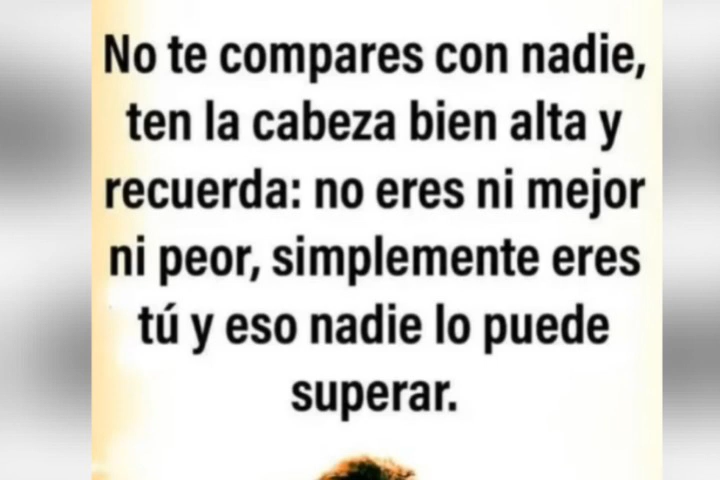 No te compares con nadie,
ten la cabeza bien alta y
recuerda: no eres ni mejor
ni peor, simplemente eres
tú y eso nadie lo puede
superar.